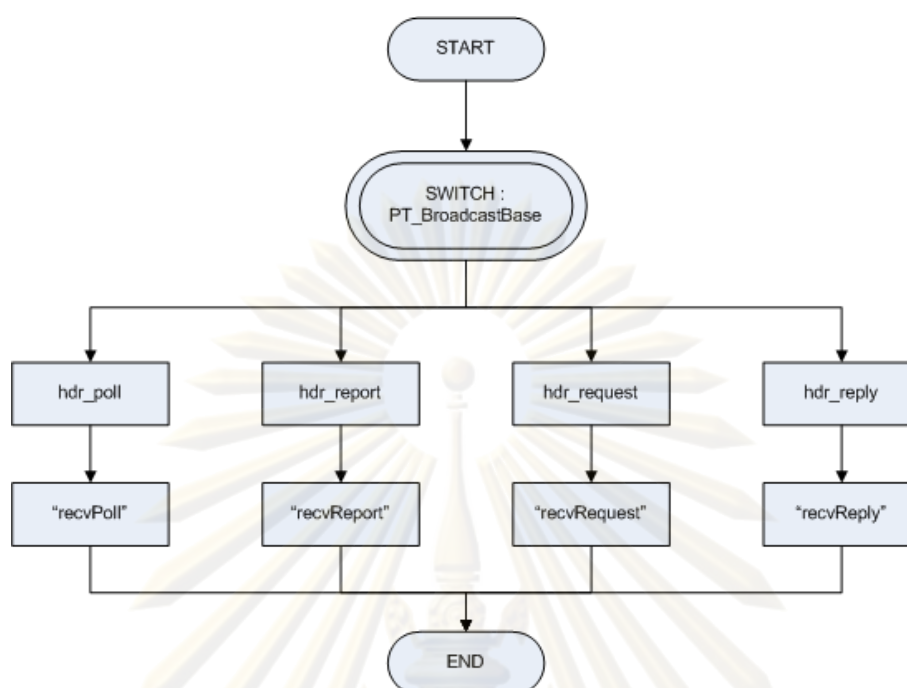 START
SWITCH :
PT_BroadcastBase
hdr_poll
hdr_report
hdr_request
hdr_reply
“recvPoll”
“recvReport”
“recvRequest”
“recvReply”
END